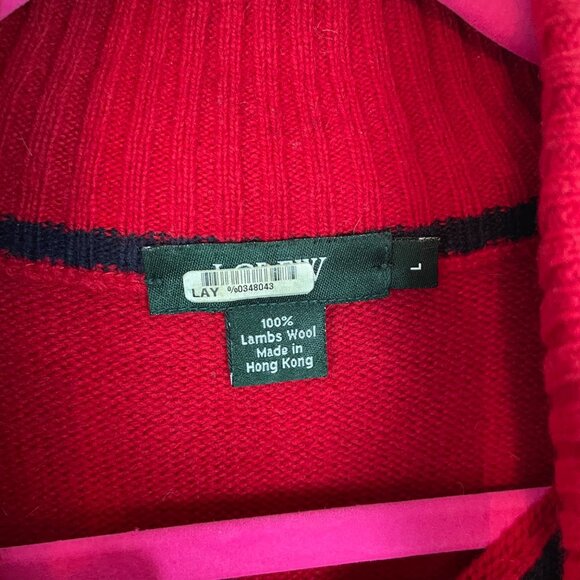 J.CREW
L
LAY %0348043
100%
Lambs Wool
Made in
Hong Kong